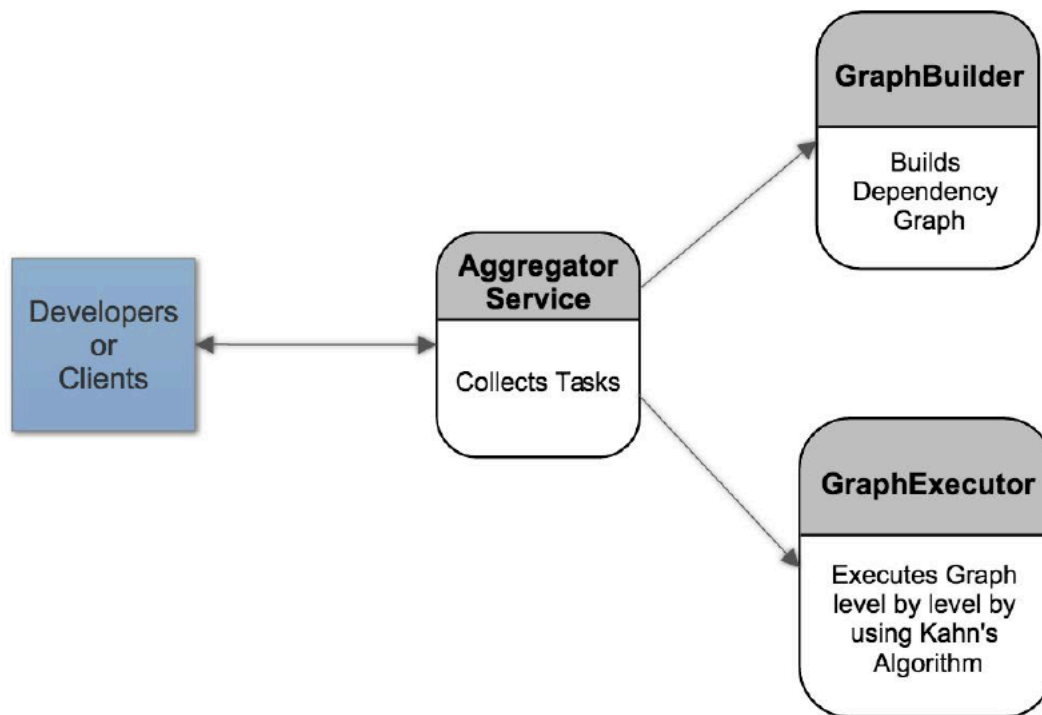 Developers
or
Clients
Aggregator
Service
Collects Tasks
GraphBuilder
Builds
Dependency
Graph
GraphExecutor
Executes Graph
level by level by
using Kahn's
Algorithm